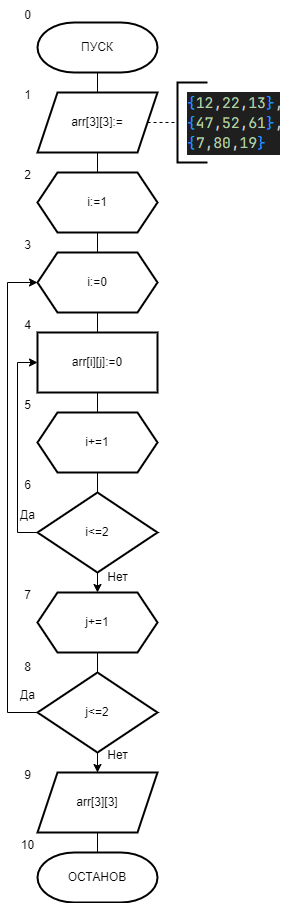 0
ПУСК
1
arr[3][3]:=
{12,22,13},
{47,52,61},
{7,80,19}
2
i:=1
3
i:=0
4
arr[i][j]:=0
5
i+=1
6
Да
i<=2
Нет
7
j+=1
8
Да
j<=2
Нет
9
arr[3][3]
10
ОСТАНОВ